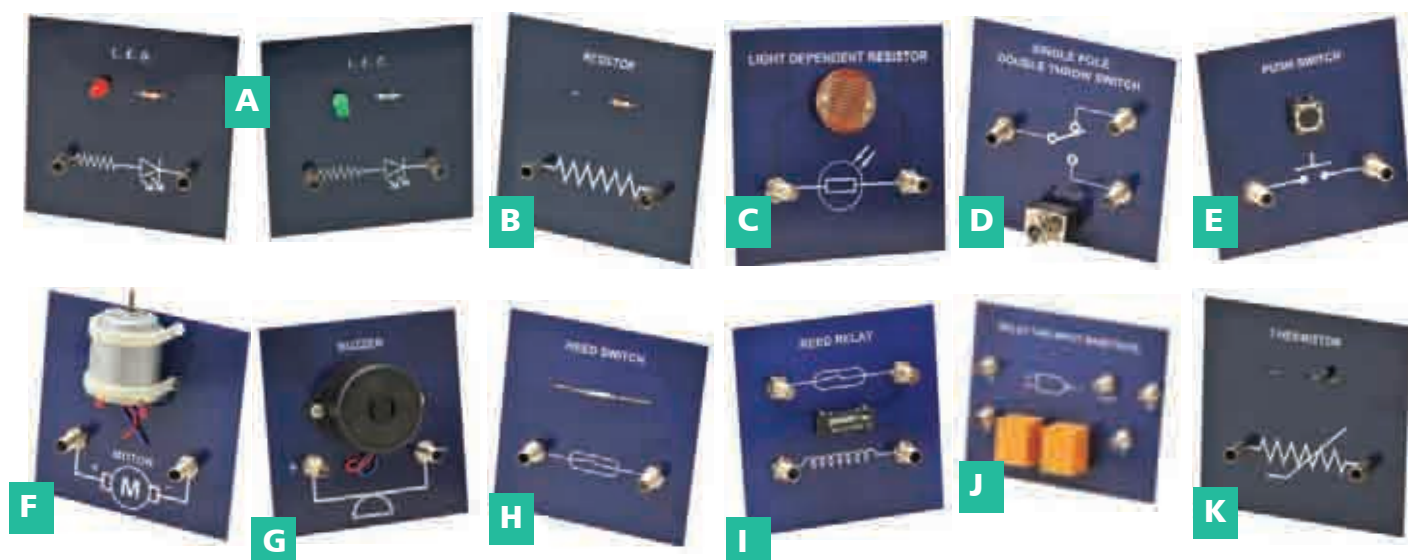 L.E.D.
A
L.E.D.
RESISTOR
B
LIGHT DEPENDENT RESISTOR
C
SINGLE POLE
DOUBLE THROW SWITCH
D
PUSH SWITCH
E
MOTOR
+
M
F
BUZZER
+
G
REED SWITCH
H
REED RELAY
I
J
THERMISTOR
K